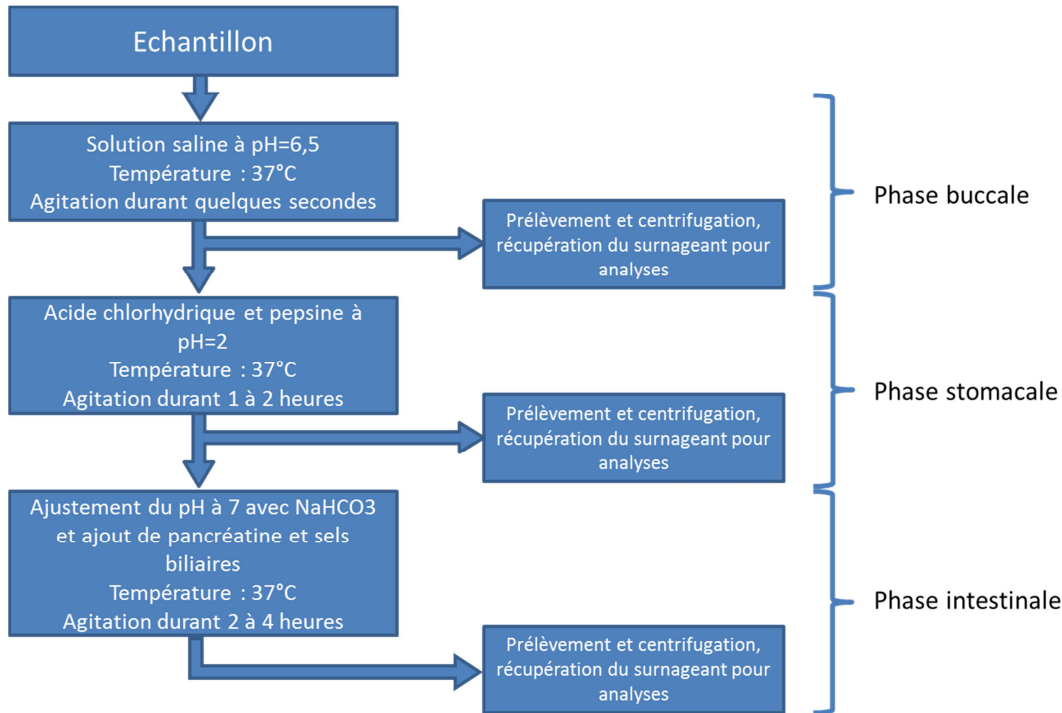 Echantillon
Solution saline à pH=6,5
Température : 37°C
Agitation durant quelques secondes
Prélèvement et centrifugation,
récupération du surnageant pour
analyses
Phase buccale
Acide chlorhydrique et pepsine à
pH=2
Température : 37°C
Agitation durant 1 à 2 heures
Prélèvement et centrifugation,
récupération du surnageant pour
analyses
Phase stomacale
Ajustement du pH à 7 avec NaHCO3
et ajout de pancréatine et sels
biliaires
Température : 37°C
Agitation durant 2 à 4 heures
Prélèvement et centrifugation,
récupération du surnageant pour
analyses
Phase intestinale